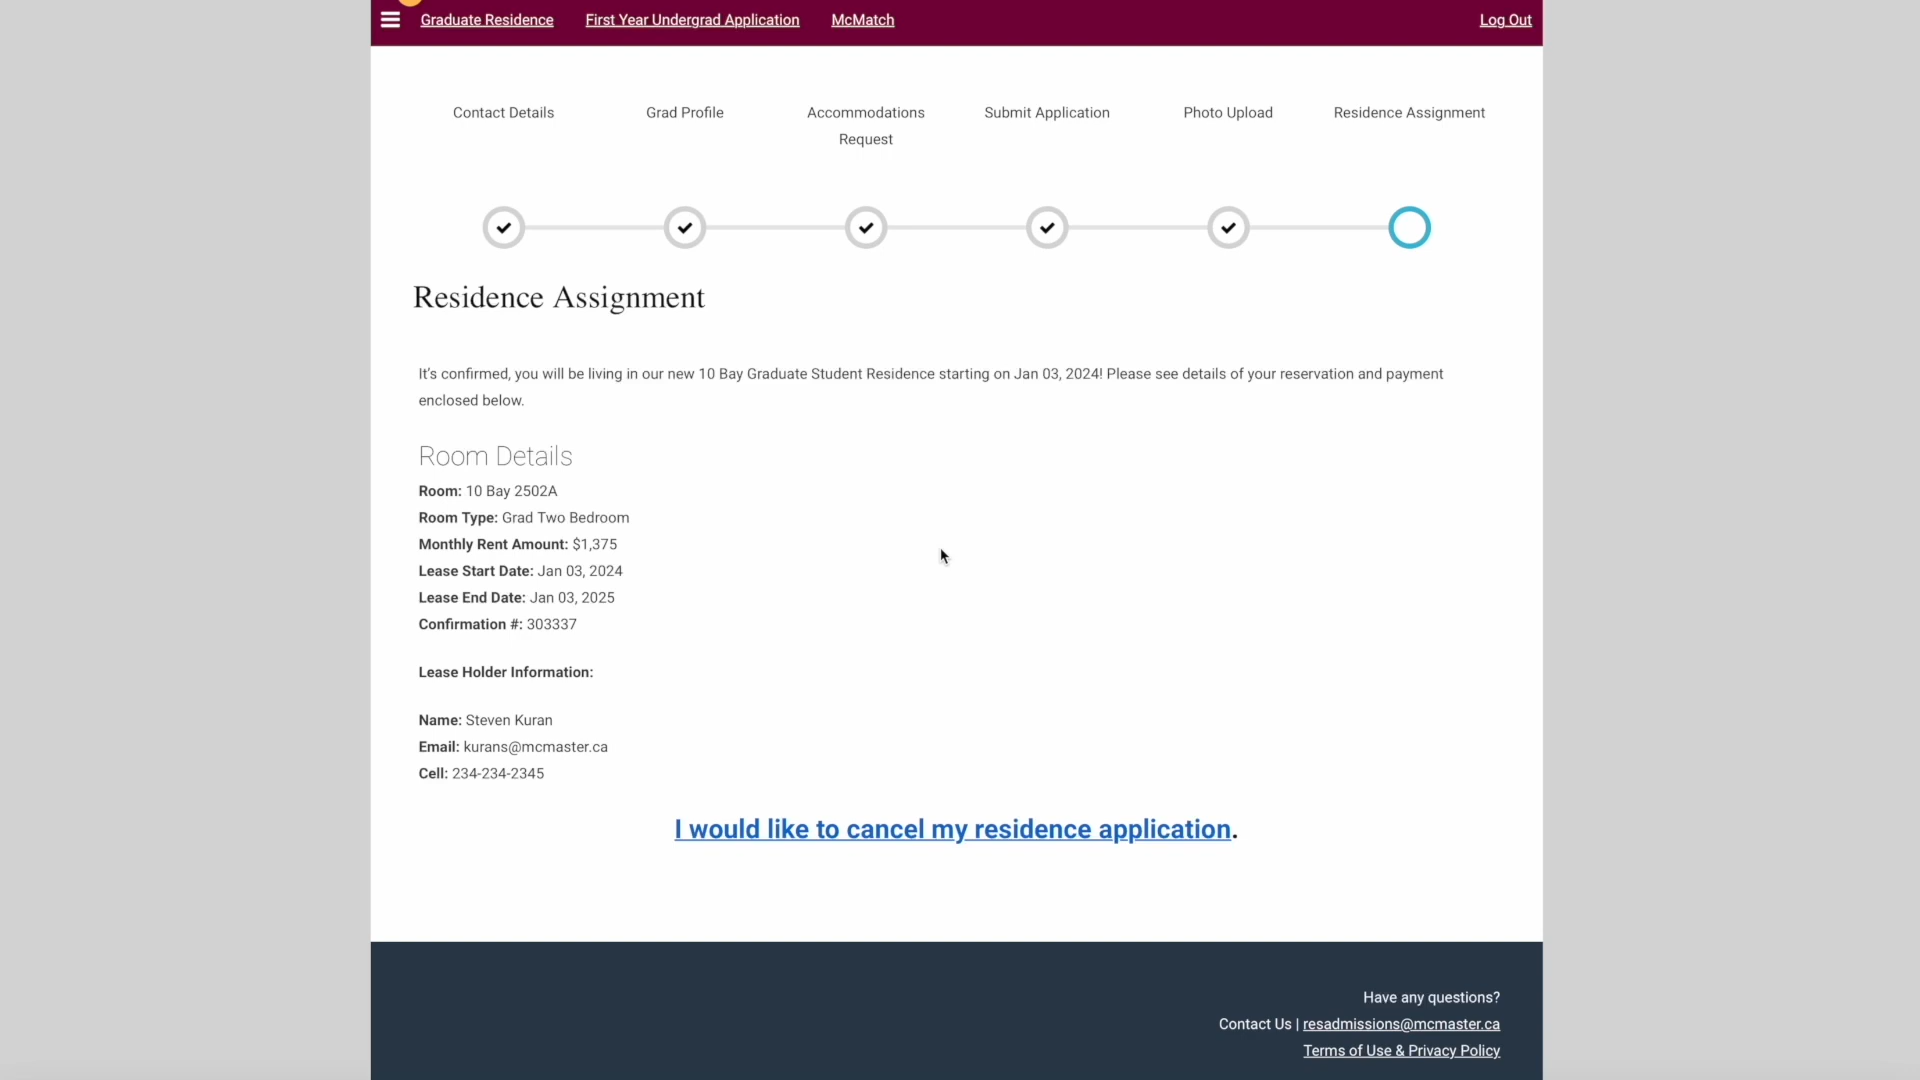 Graduate Residence First Year Undergrad Application McMatch Log Out
Contact Details Grad Profile Accommodations Request Submit Application Photo Upload Residence Assignment
Residence Assignment
It's confirmed, you will be living in our new 10 Bay Graduate Student Residence starting on Jan 03, 2024! Please see details of your reservation and payment
enclosed below.
Room Details
Room: 10 Bay 2502A
Room Type: Grad Two Bedroom
Monthly Rent Amount: $1,375
Lease Start Date: Jan 03, 2024
Lease End Date: Jan 03, 2025
Confirmation #: 303337
Lease Holder Information:
Name: Steven Kuran
Email: kurans@mcmaster.ca
Cell: 234-234-2345
I would like to cancel my residence application.
Have any questions?
Contact Us | resadmissions@mcmaster.ca
Terms of Use & Privacy Policy